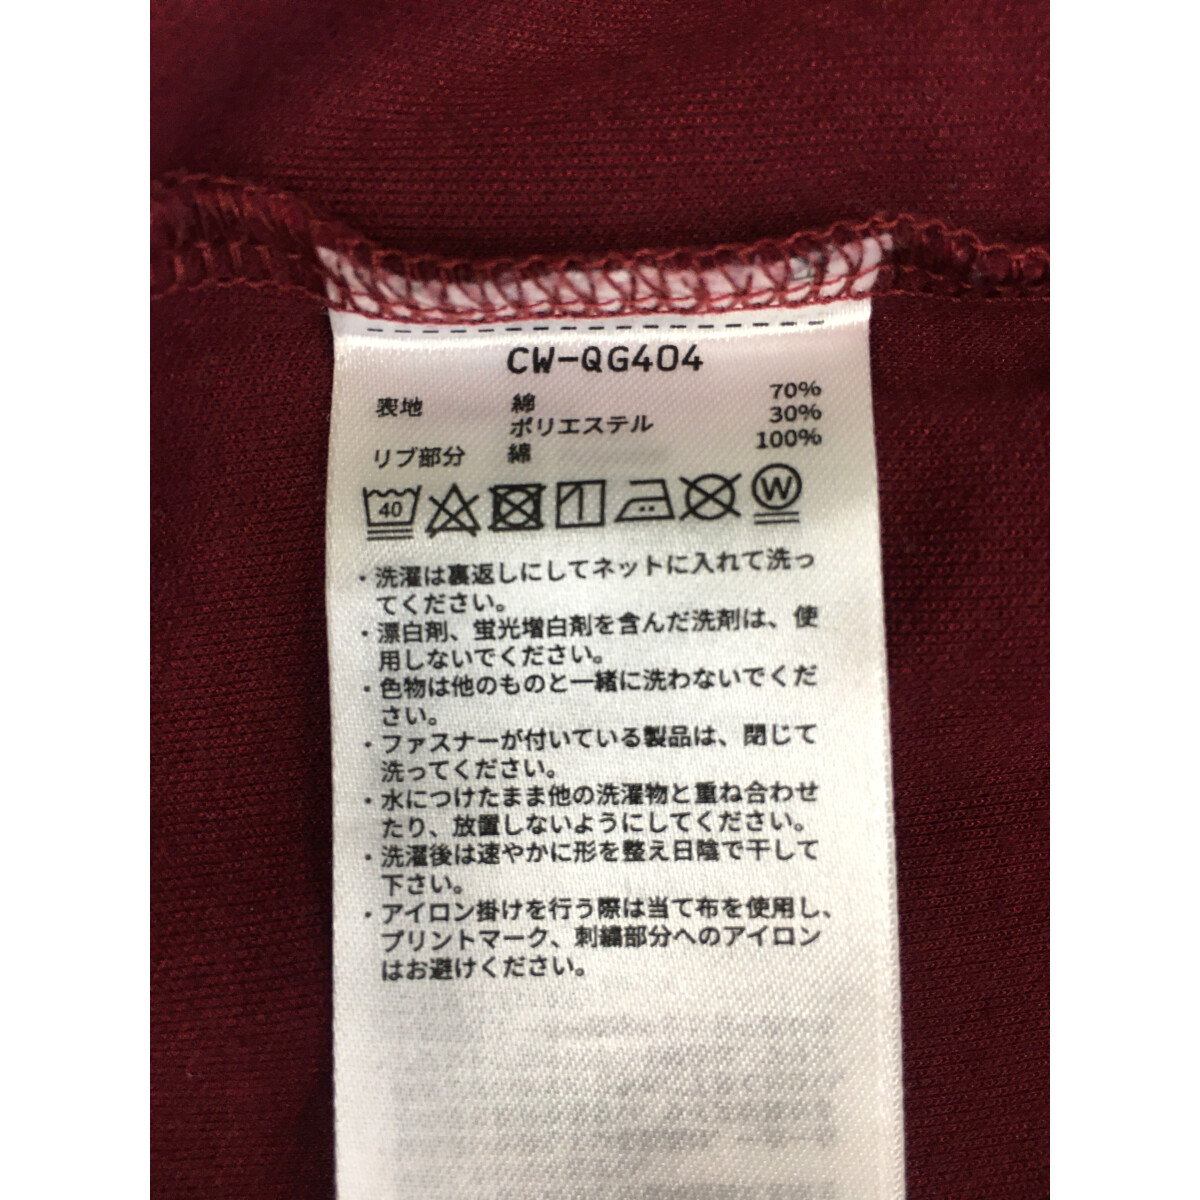 CW-QG404
表地 綿 70%
ポリエステル 30%
リブ部分 綿 100%
40 W
・洗濯は裏返しにしてネットに入れて洗っ
てください。
・漂白剤、蛍光増白剤を含んだ洗剤は、使
用しないでください。
・色物は他のものと一緒に洗わないでくだ
さい。
・ファスナーが付いている製品は、閉じて
洗ってください。
・水につけたまま他の洗濯物と重ね合わせ
たり、放置しないようにしてください。
・洗濯後は速やかに形を整え日陰で干して
下さい。
・アイロン掛けを行う際は当て布を使用し、
プリントマーク、刺繍部分へのアイロン
はお避けください。